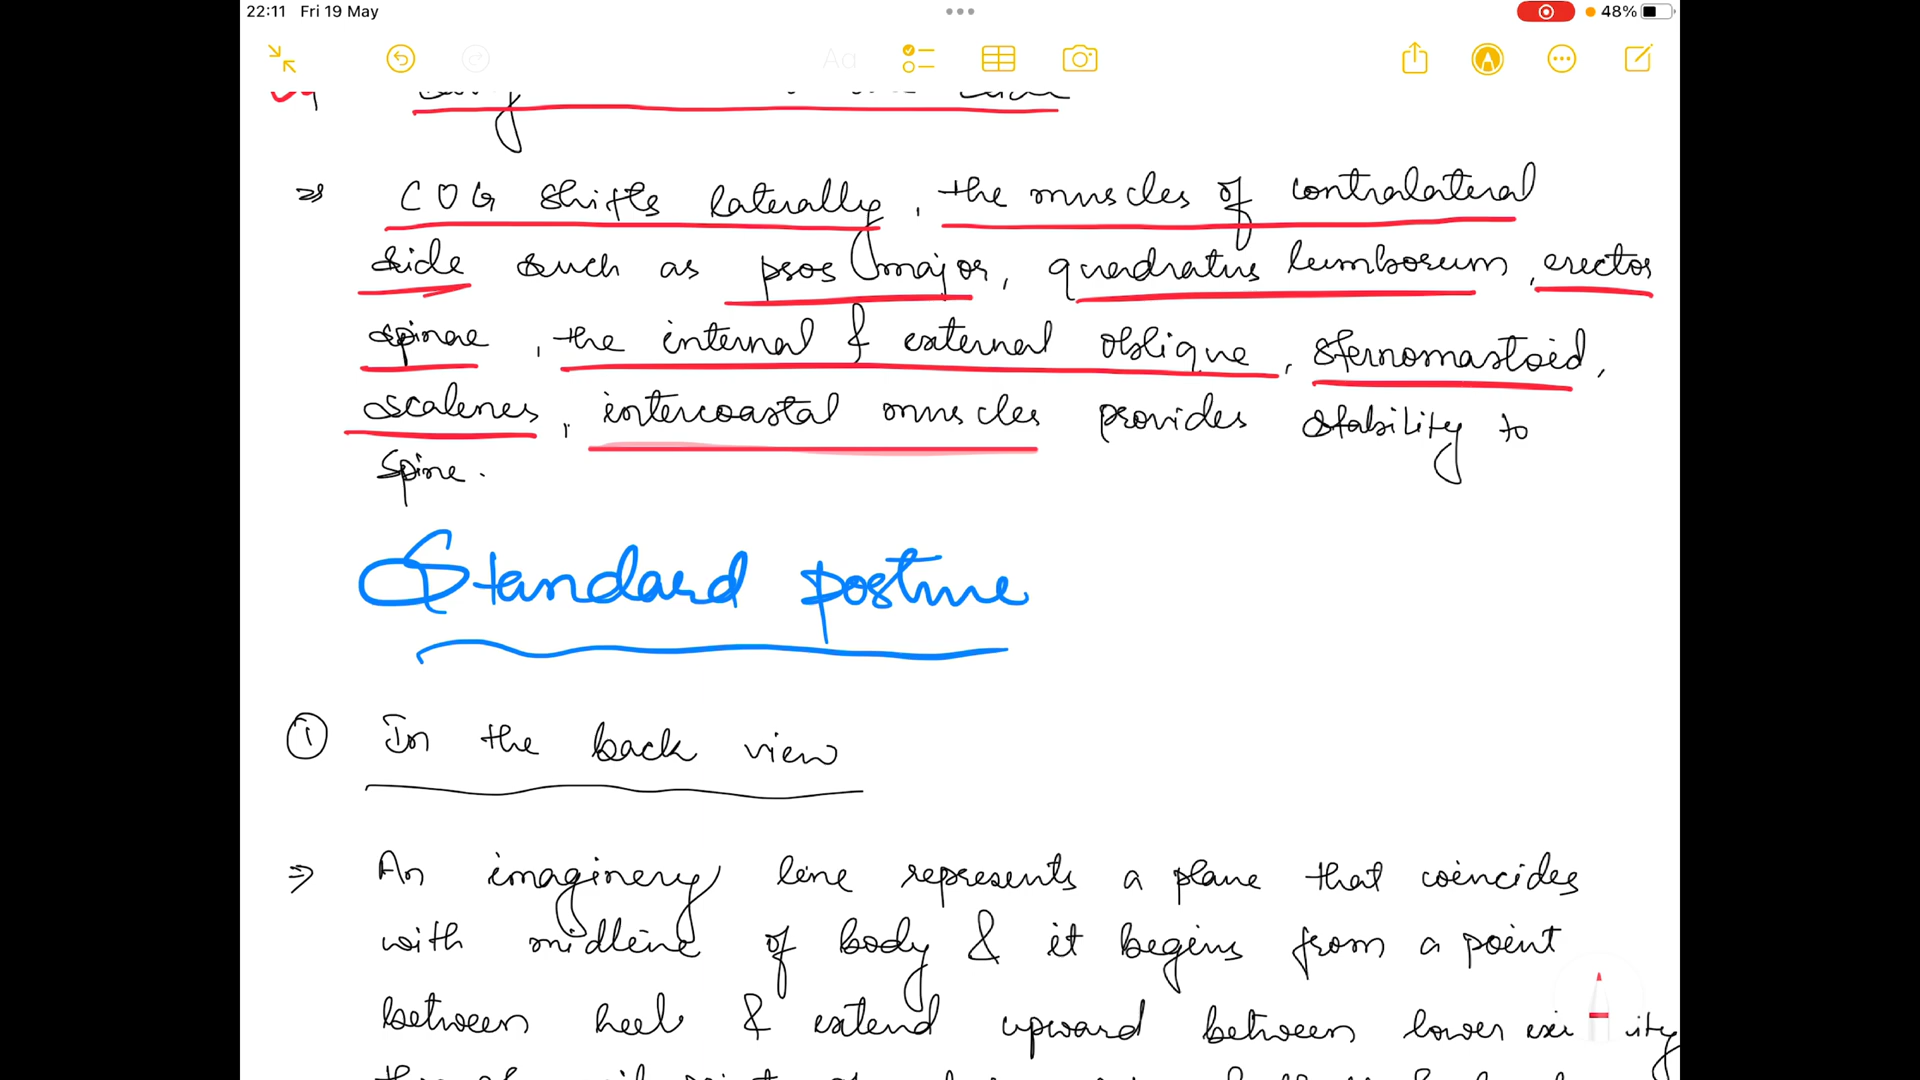 22:11 Fri 19 May
48%
Aa
⇒ COG shifts laterally, the muscles of contralateral
side such as psos major, quadratus lumborum, erector
spinae, the internal & external oblique, sternomastoid,
scalenes, intercoastal muscles provides stability to
spine.
Standard posture
① In the back view
⇒ An imaginery line represents a plane that coincides
with midline of body & it begins from a point
between heel & extend upward between lower